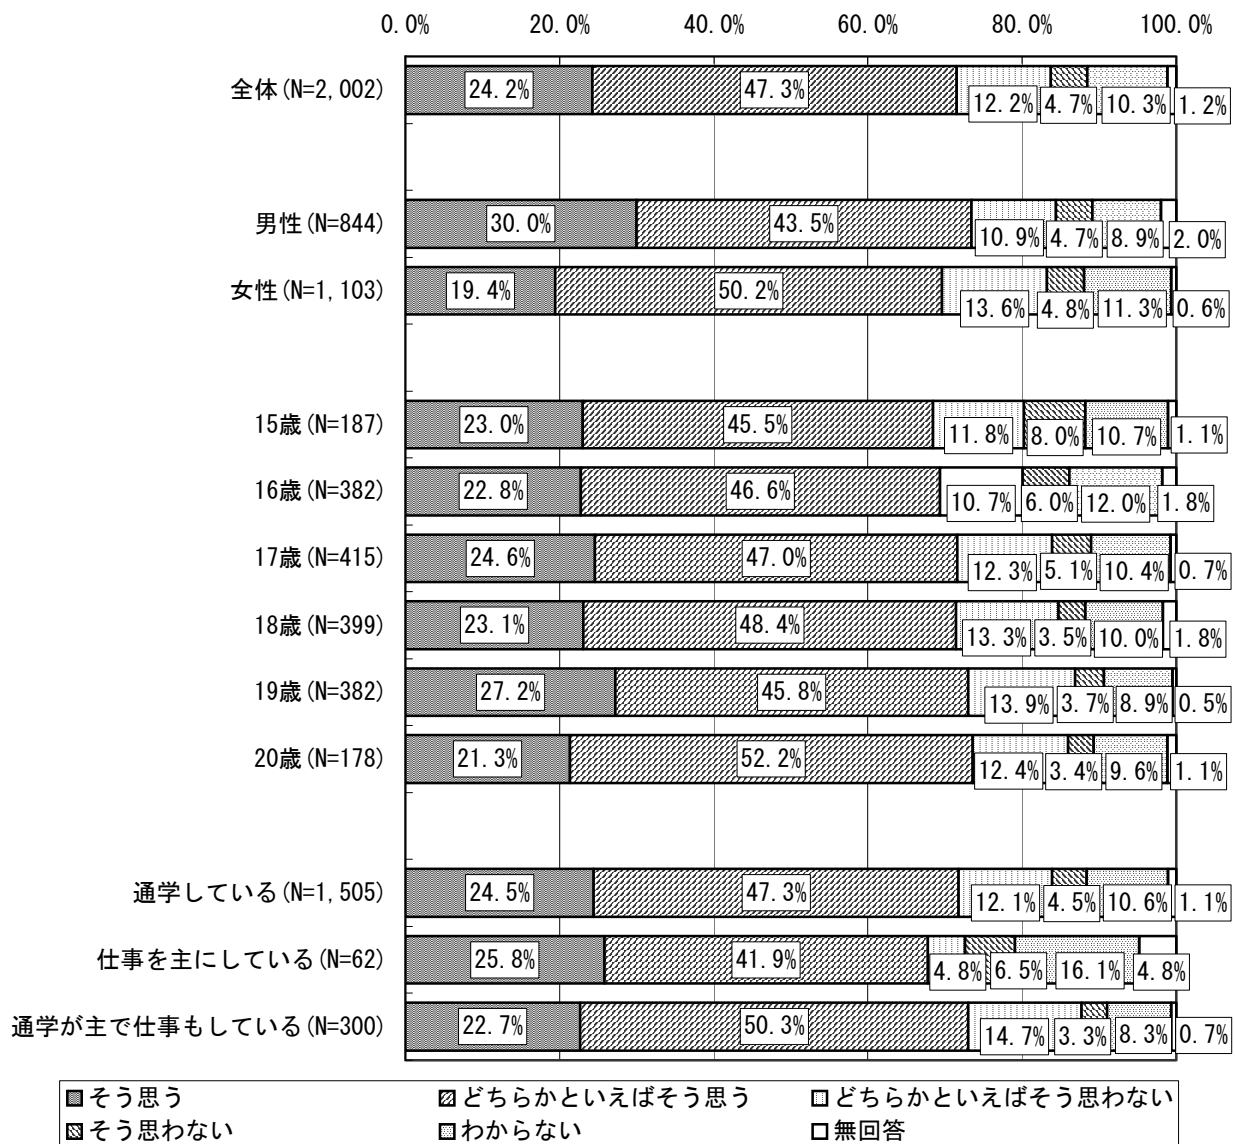 0.0% 20.0% 40.0% 60.0% 80.0% 100.0%
全体(N=2,002) 24.2% 47.3% 12.2% 4.7% 10.3% 1.2%
男性(N=844) 30.0% 43.5% 10.9% 4.7% 8.9% 2.0%
女性(N=1,103) 19.4% 50.2% 13.6% 4.8% 11.3% 0.6%
15歳(N=187) 23.0% 45.5% 11.8% 8.0% 10.7% 1.1%
16歳(N=382) 22.8% 46.6% 10.7% 6.0% 12.0% 1.8%
17歳(N=415) 24.6% 47.0% 12.3% 5.1% 10.4% 0.7%
18歳(N=399) 23.1% 48.4% 13.3% 3.5% 10.0% 1.8%
19歳(N=382) 27.2% 45.8% 13.9% 3.7% 8.9% 0.5%
20歳(N=178) 21.3% 52.2% 12.4% 3.4% 9.6% 1.1%
通学している(N=1,505) 24.5% 47.3% 12.1% 4.5% 10.6% 1.1%
仕事を主にしている(N=62) 25.8% 41.9% 4.8% 6.5% 16.1% 4.8%
通学が主で仕事もしている(N=300) 22.7% 50.3% 14.7% 3.3% 8.3% 0.7%
そう思う どちらかといえばそう思う どちらかといえばそう思わない
そう思わない わからない 無回答